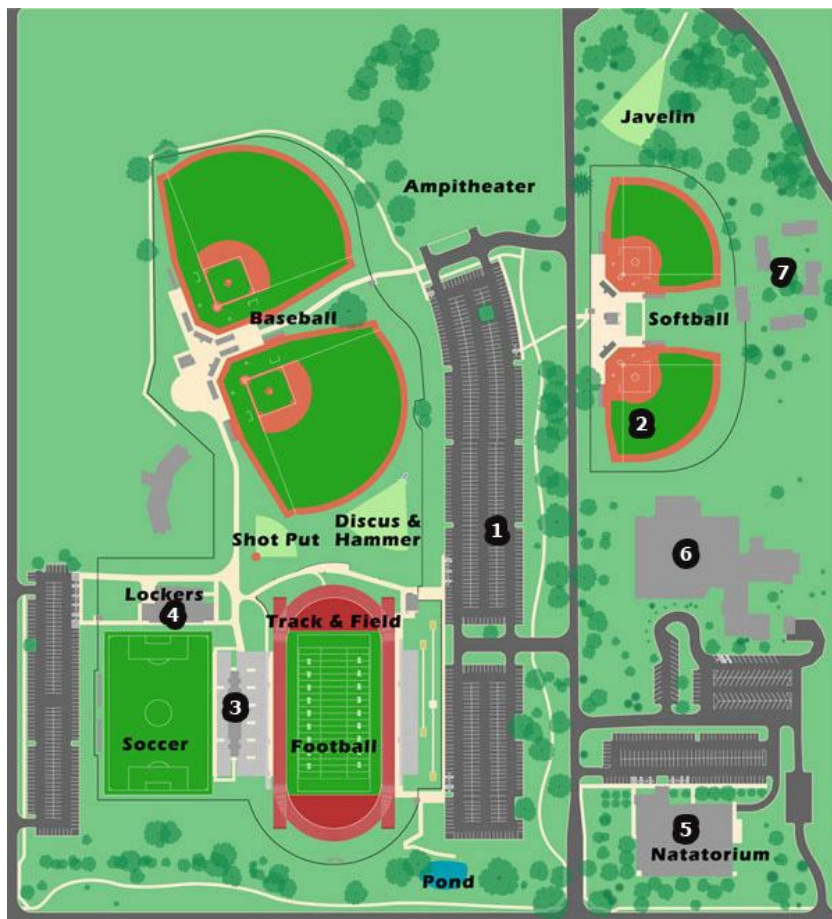 Javelin
Ampitheater
7
Baseball
Softball
2
Discus &
Hammer
Shot Put
1
6
Lockers
4
Track & Field
3
Soccer
Football
5
Natatorium
Pond